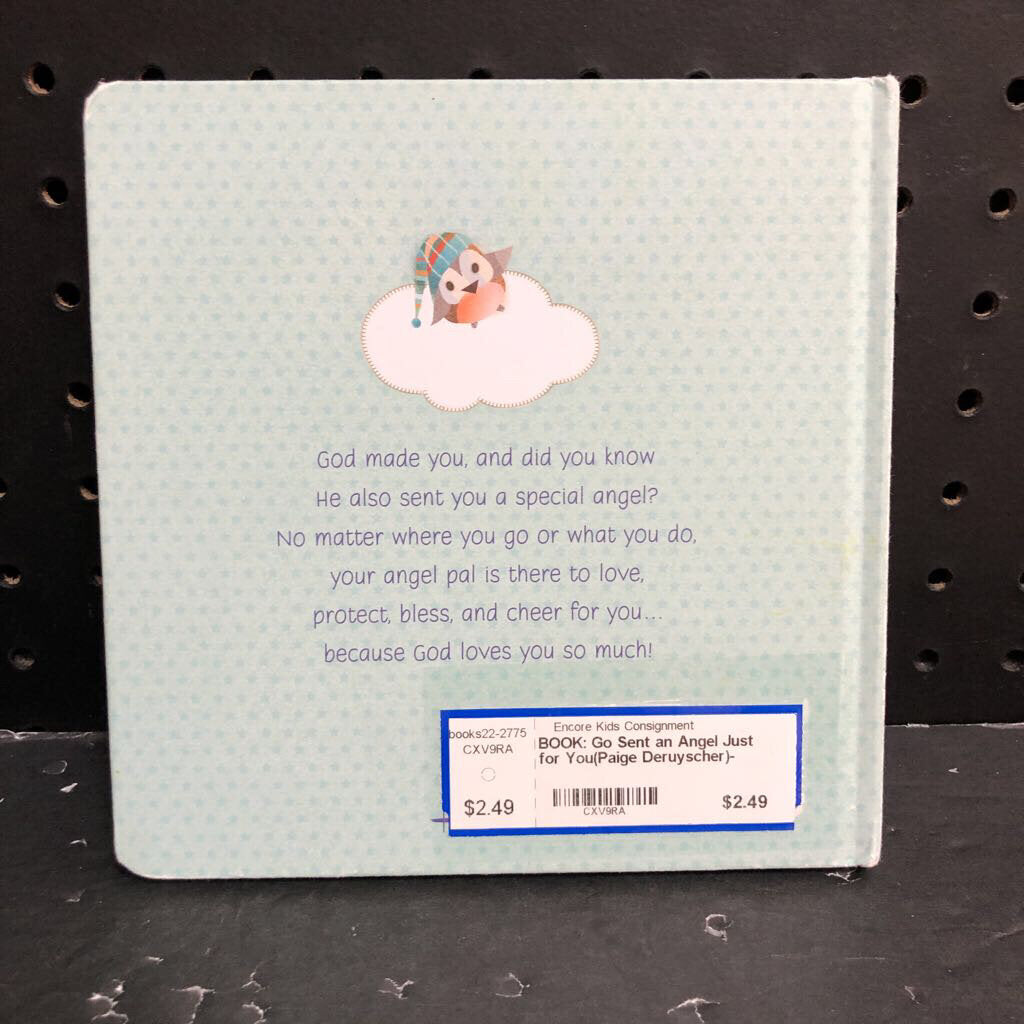 God made you, and did you know
He also sent you a special angel?
No matter where you go or what you do,
your angel pal is there to love,
protect, bless, and cheer for you...
because God loves you so much!
books22-2775
CXV9RA
$2.49
Encore Kids Consignment
BOOK: Go Sent an Angel Just
for You(Paige Deruyscher)-
CXV9RA
$2.49